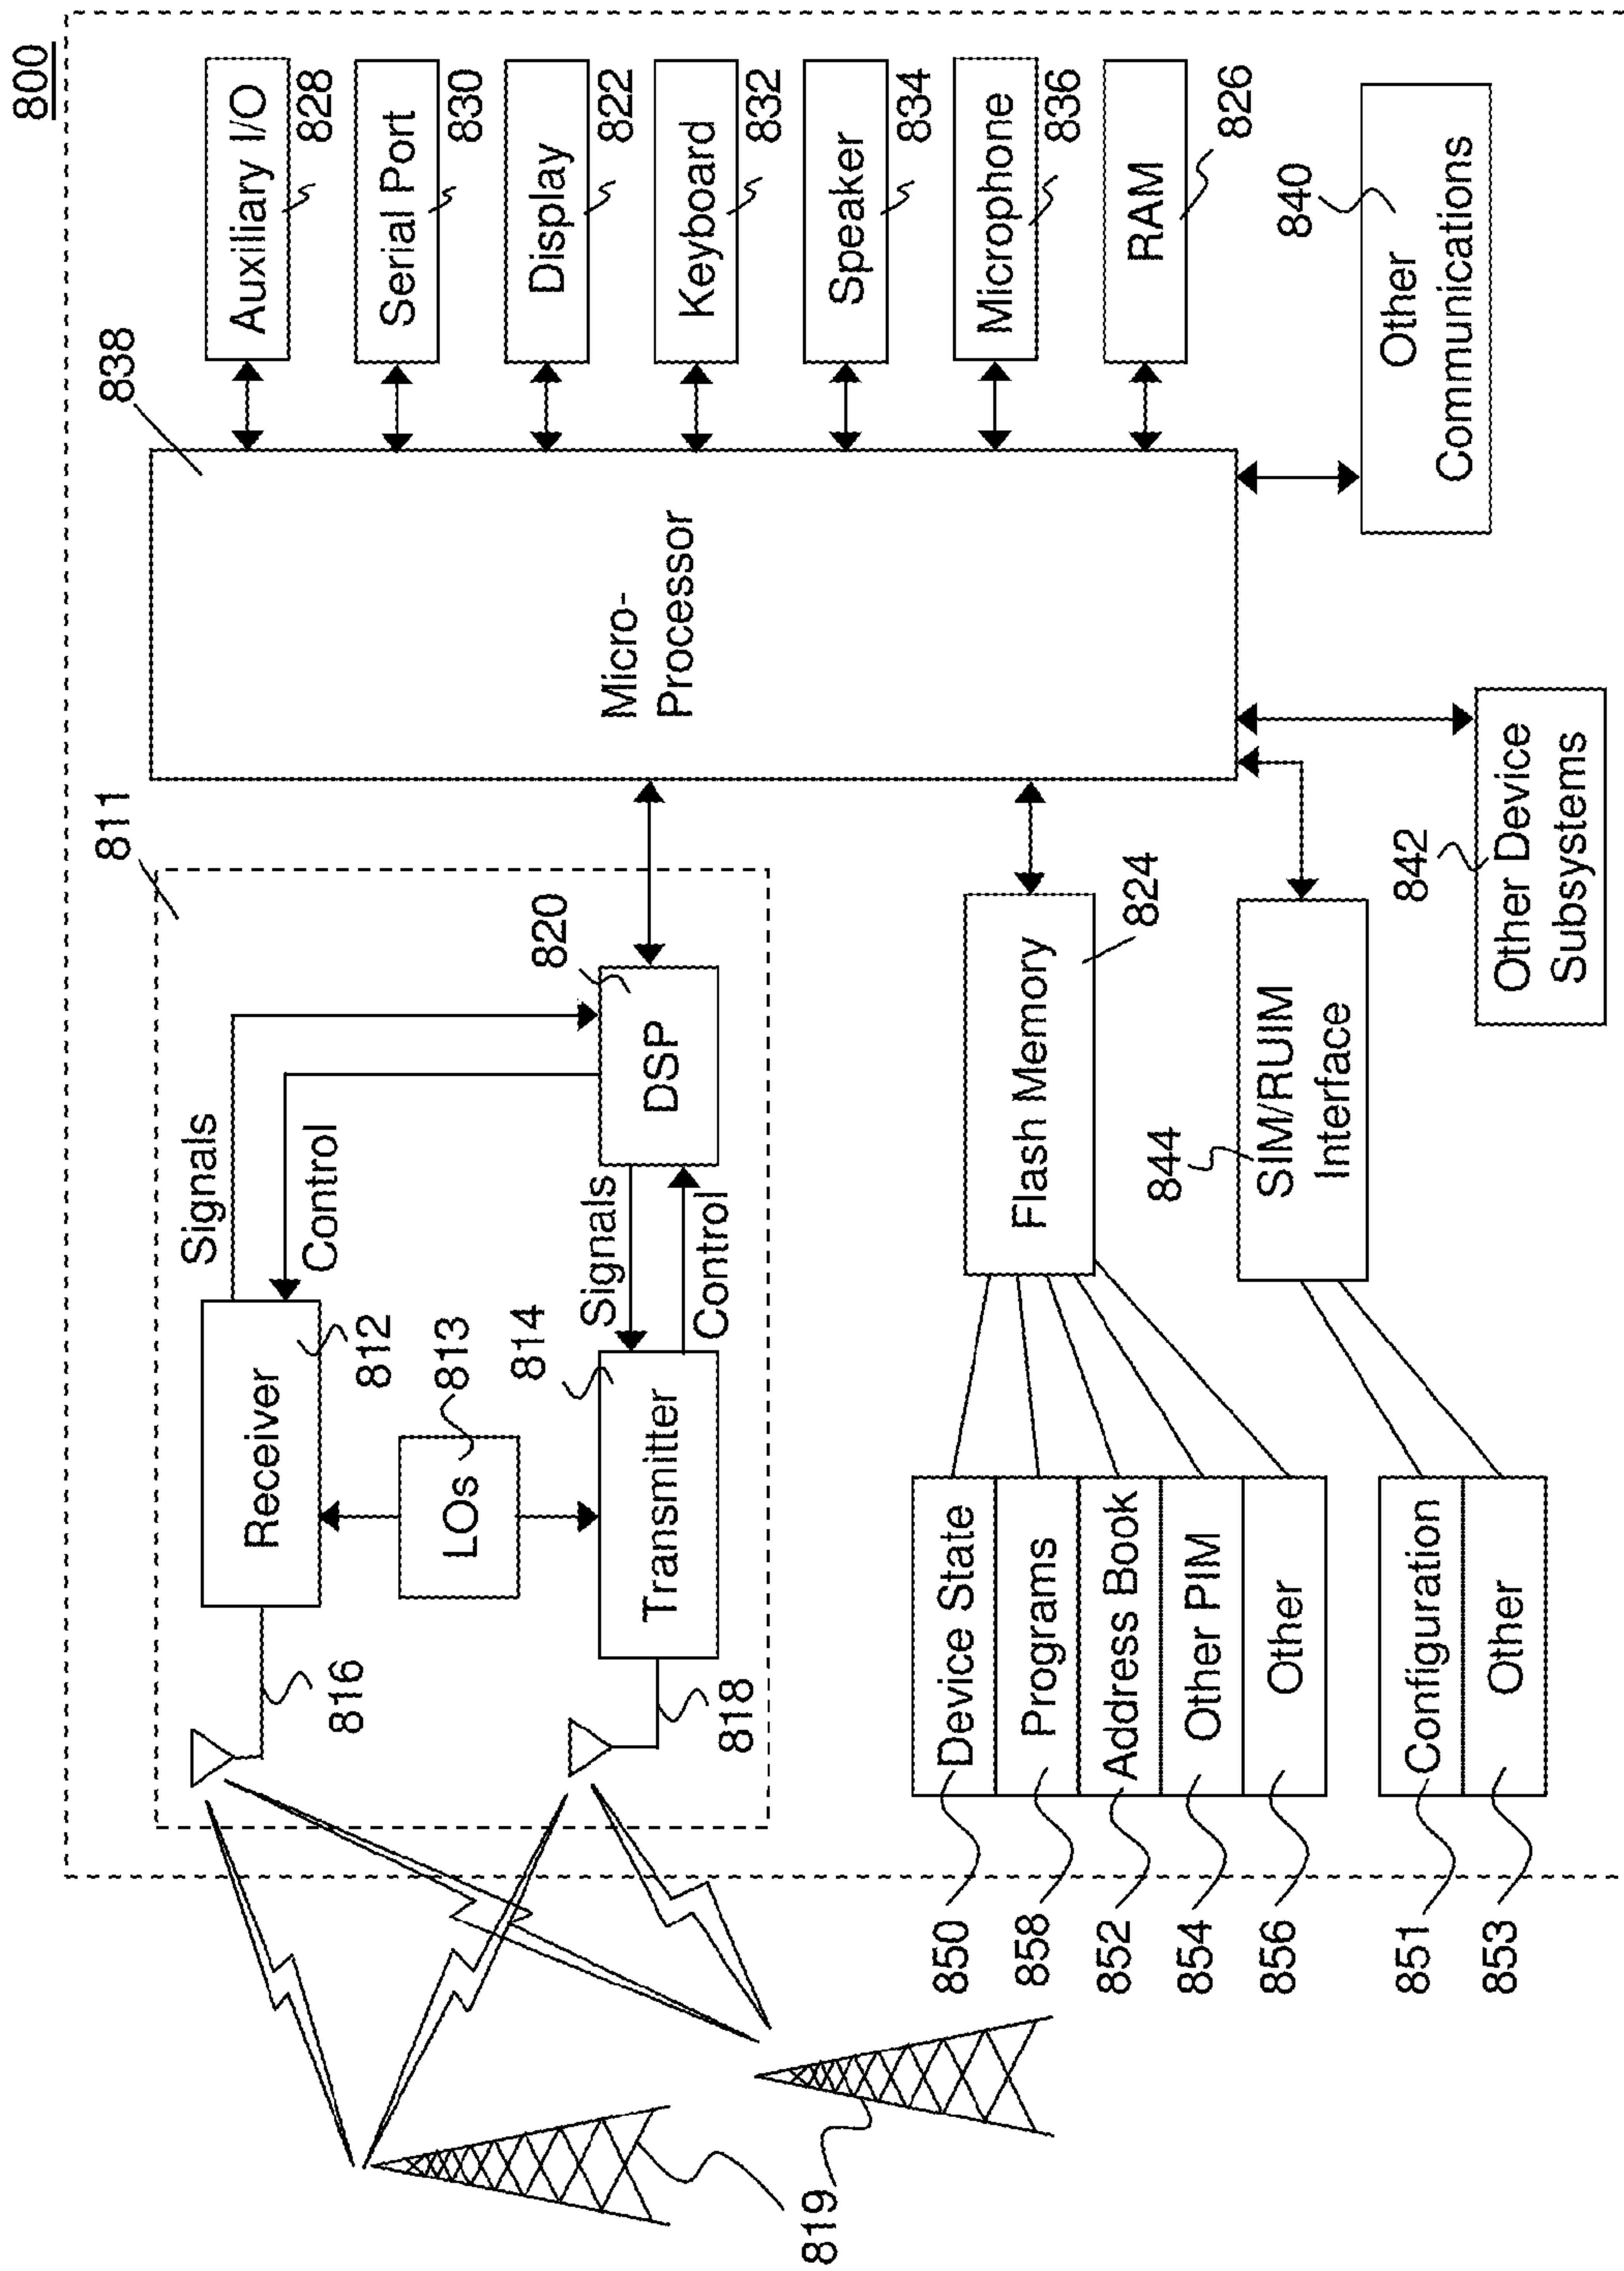 800
811
838
Signals
Control
Receiver
812
816
LOs
813
814
Signals
Control
Transmitter
818
820
DSP
Micro-
Processor
Auxiliary I/O
828
Serial Port
830
Display
822
Keyboard
832
Speaker
834
Microphone
836
RAM
826
819
Flash Memory
824
Device State
850
Programs
858
Address Book
852
Other PIM
854
Other
856
844
SIM/RUIM
Interface
Configuration
851
Other
853
842
Other Device
Subsystems
840
Other
Communications